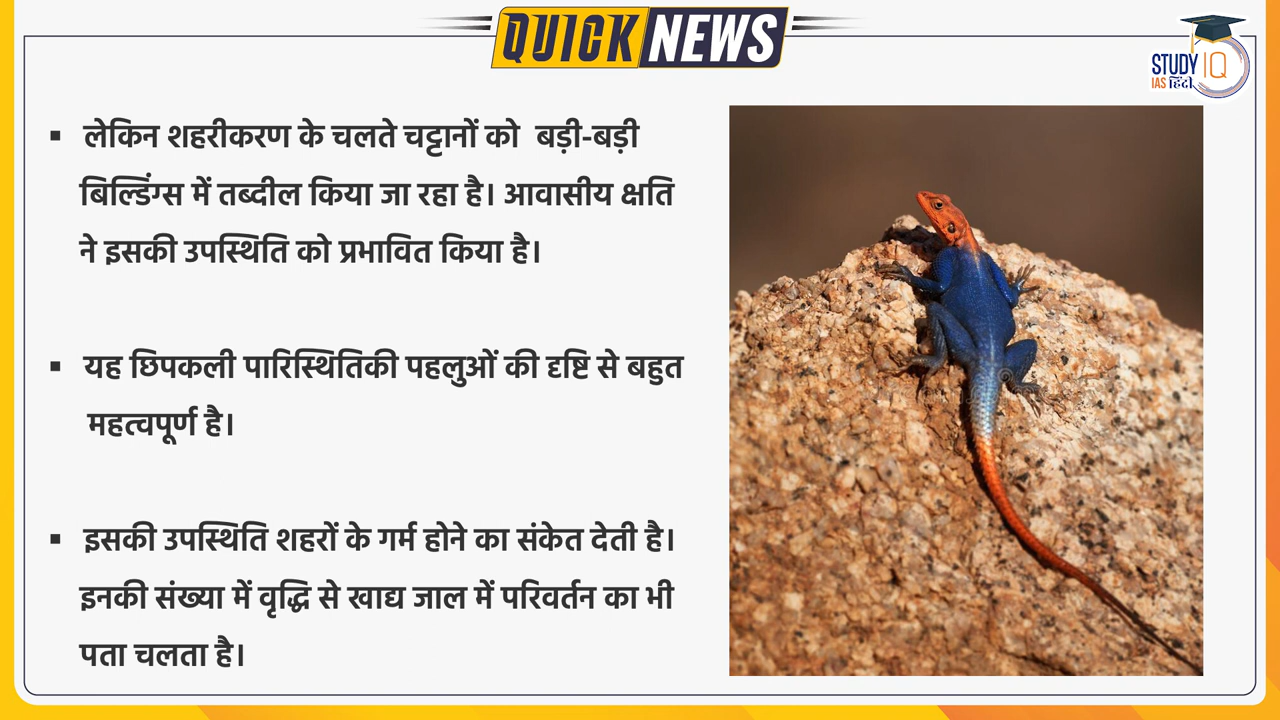 QUICK NEWS
STUDY IQ
IAS हिंदी
▪ लेकिन शहरीकरण के चलते चट्टानों को बड़ी-बड़ी
बिल्डिंग्स में तब्दील किया जा रहा है। आवासीय क्षति
ने इसकी उपस्थिति को प्रभावित किया है।
▪ यह छिपकली पारिस्थितिकी पहलुओं की दृष्टि से बहुत
महत्वपूर्ण है।
▪ इसकी उपस्थिति शहरों के गर्म होने का संकेत देती है।
इनकी संख्या में वृद्धि से खाद्य जाल में परिवर्तन का भी
पता चलता है।